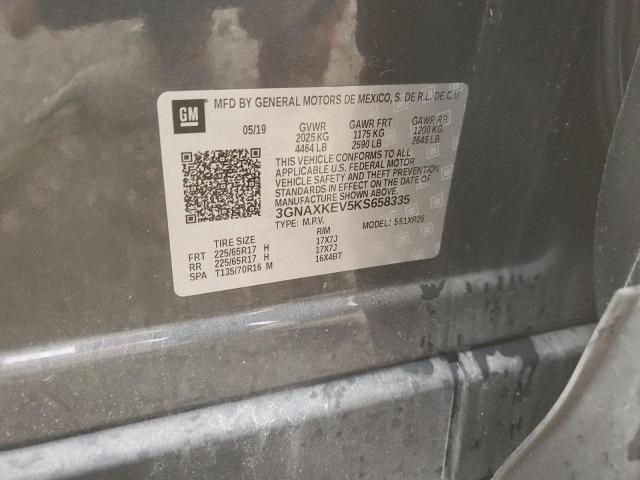 GM MFD BY GENERAL MOTORS DE MEXICO, S. DE R.L. DE C.V
05/19 GVWR GAWR FRT GAWR RR
2025 KG 1175 KG 1200 KG
4464 LB 2590 LB 2645 LB
THIS VEHICLE CONFORMS TO ALL
APPLICABLE U.S. FEDERAL MOTOR
VEHICLE SAFETY AND THEFT PREVENTION
STANDARDS IN EFFECT ON THE DATE OF
MANUFACTURE SHOWN ABOVE.
3GNAXKEV5KS658335
TYPE: M.P.V. 551XR26
TIRE SIZE RIM
FRT 225/65R17 H 17X7J
RR 225/65R17 H 17X7J
SPA T135/70R16 M 16X4BT